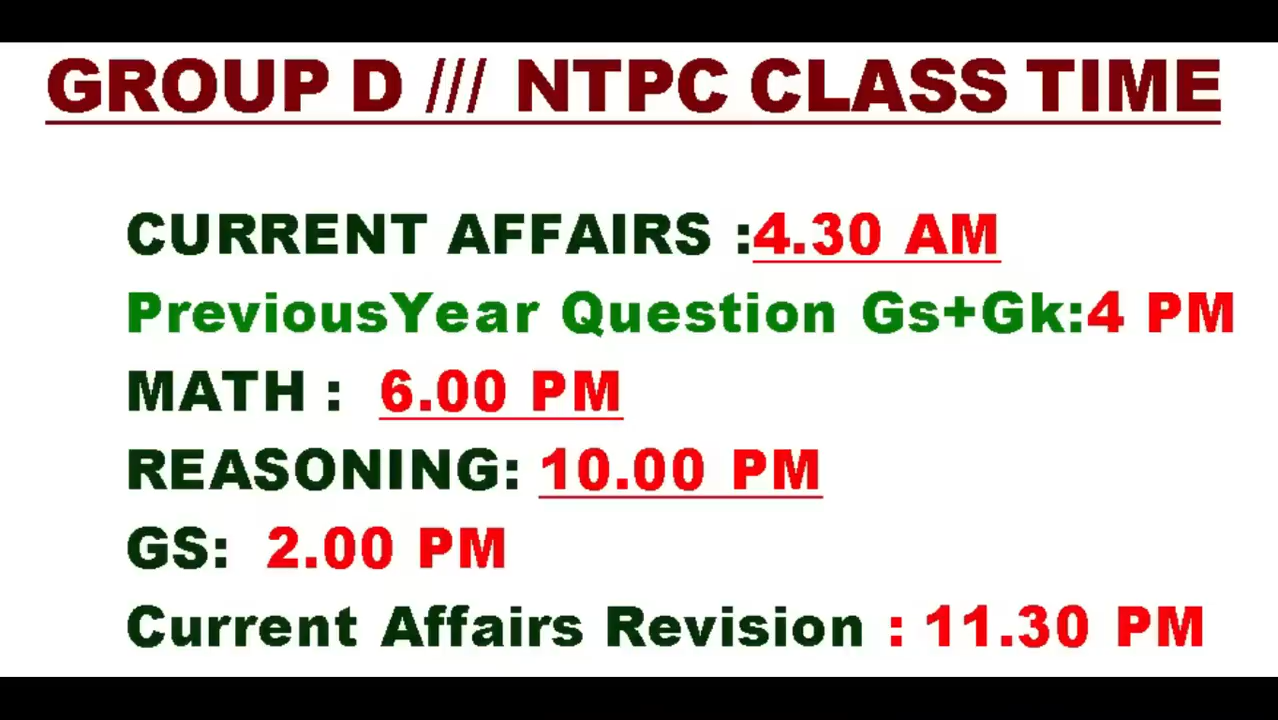 GROUP D /// NTPC CLASS TIME
CURRENT AFFAIRS :4.30 AM
PreviousYear Question Gs+Gk:4 PM
MATH : 6.00 PM
REASONING: 10.00 PM
GS: 2.00 PM
Current Affairs Revision : 11.30 PM